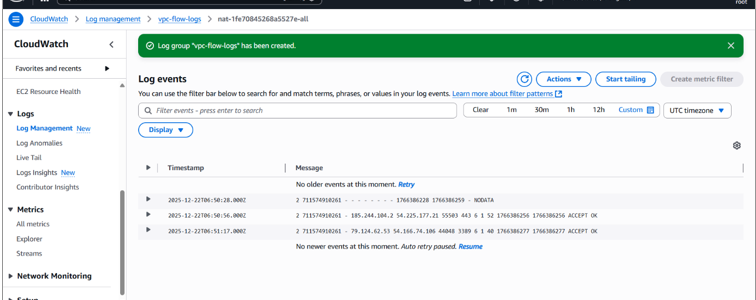 root
CloudWatch > Log management > vpc-flow-logs > nat-1fe70845268a5527e-all
CloudWatch
Favorites and recents
EC2 Resource Health
Logs
Log Management New
Log Anomalies
Live Tail
Logs Insights New
Contributor Insights
Metrics
All metrics
Explorer
Streams
Network Monitoring
Log group "vpc-flow-logs" has been created.
Log events
Actions
Start tailing
Create metric filter
You can use the filter bar below to search for and match terms, phrases, or values in your log events. Learn more about filter patterns
Filter events - press enter to search
Clear 1m 30m 1h 12h Custom
UTC timezone
Display
Timestamp Message
No older events at this moment. Retry
2025-12-22T06:50:28.000Z 2 711574910261 - - - - - - - - 1766386228 1766386259 - NODATA
2025-12-22T06:50:56.000Z 2 711574910261 - 185.244.104.2 54.225.177.21 55503 443 6 1 52 1766386256 1766386256 ACCEPT OK
2025-12-22T06:51:17.000Z 2 711574910261 - 79.124.62.53 54.166.74.106 44048 3389 6 1 40 1766386277 1766386277 ACCEPT OK
No newer events at this moment. Auto retry paused. Resume